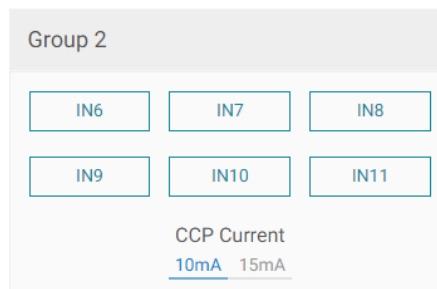 Group 2
IN6 IN7 IN8
IN9 IN10 IN11
CCP Current
10mA 15mA